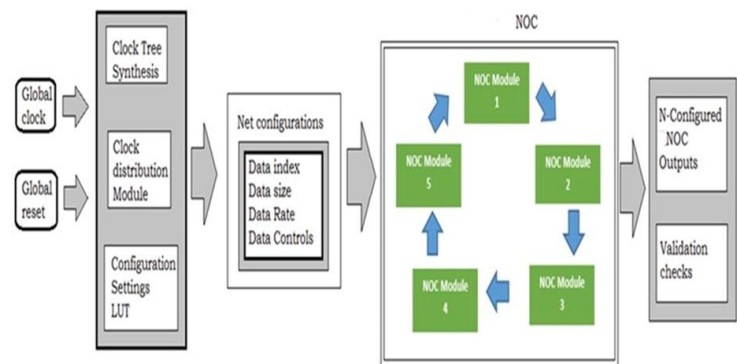 Global
clock
Global
reset
Clock Tree
Synthesis
Clock
distribution
Module
Configuration
Settings
LUT
Net configurations
Data index
Data size
Data Rate
Data Controls
NOC
NOC Module
1
NOC Module
2
NOC Module
3
NOC Module
4
NOC Module
5
N-Configured
NOC
Outputs
Validation
checks